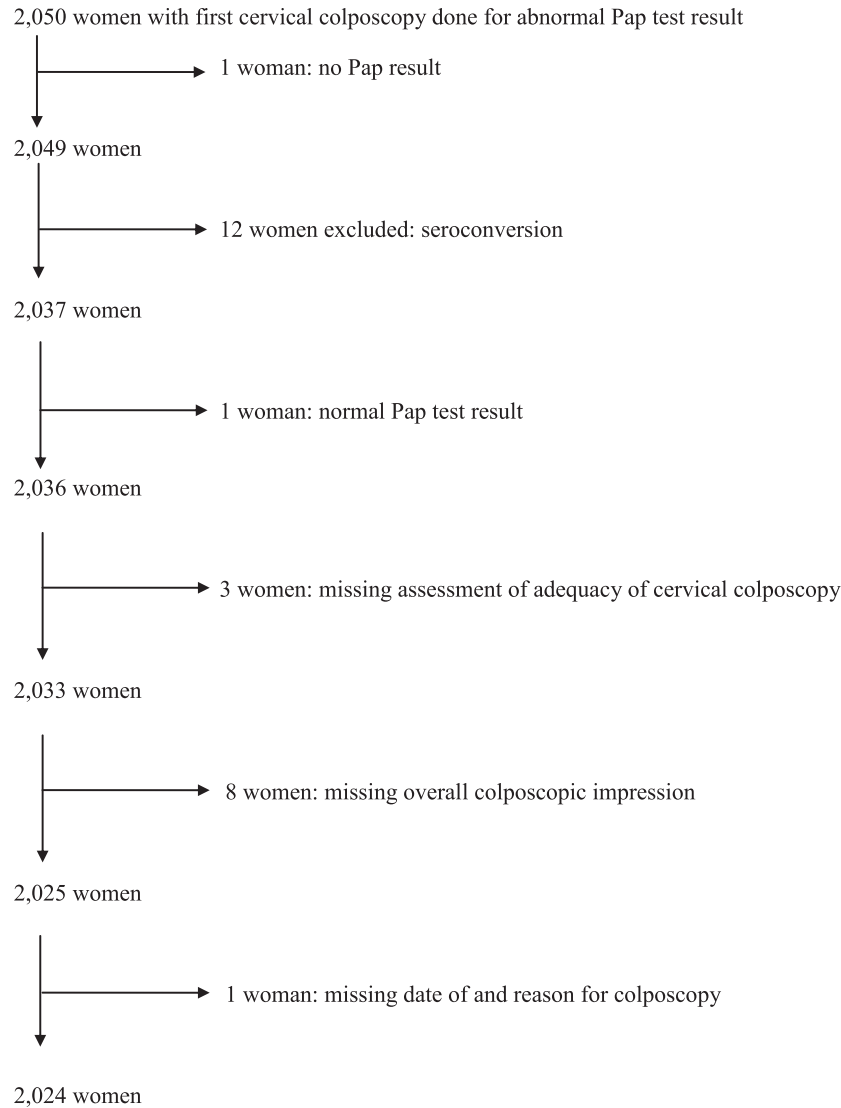 2,050 women with first cervical colposcopy done for abnormal Pap test result
1 woman: no Pap result
2,049 women
12 women excluded: seroconversion
2,037 women
1 woman: normal Pap test result
2,036 women
3 women: missing assessment of adequacy of cervical colposcopy
2,033 women
8 women: missing overall colposcopic impression
2,025 women
1 woman: missing date of and reason for colposcopy
2,024 women